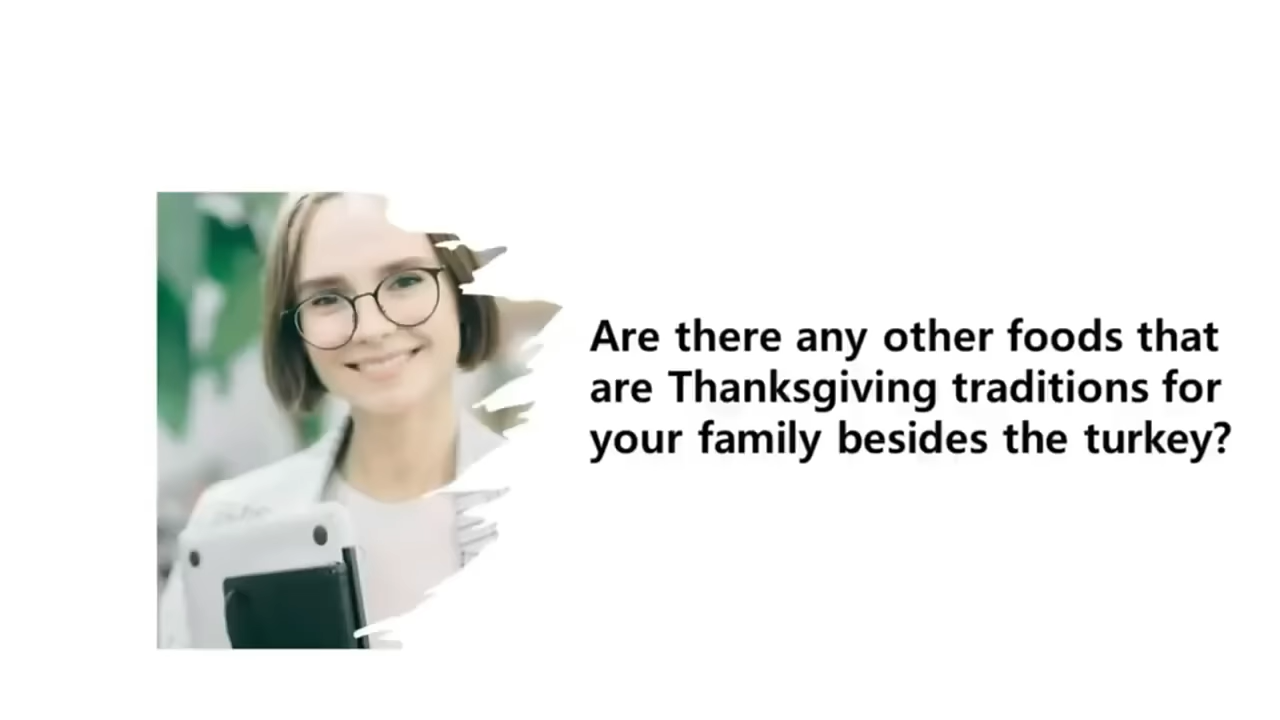 Are there any other foods that
are Thanksgiving traditions for
your family besides the turkey?